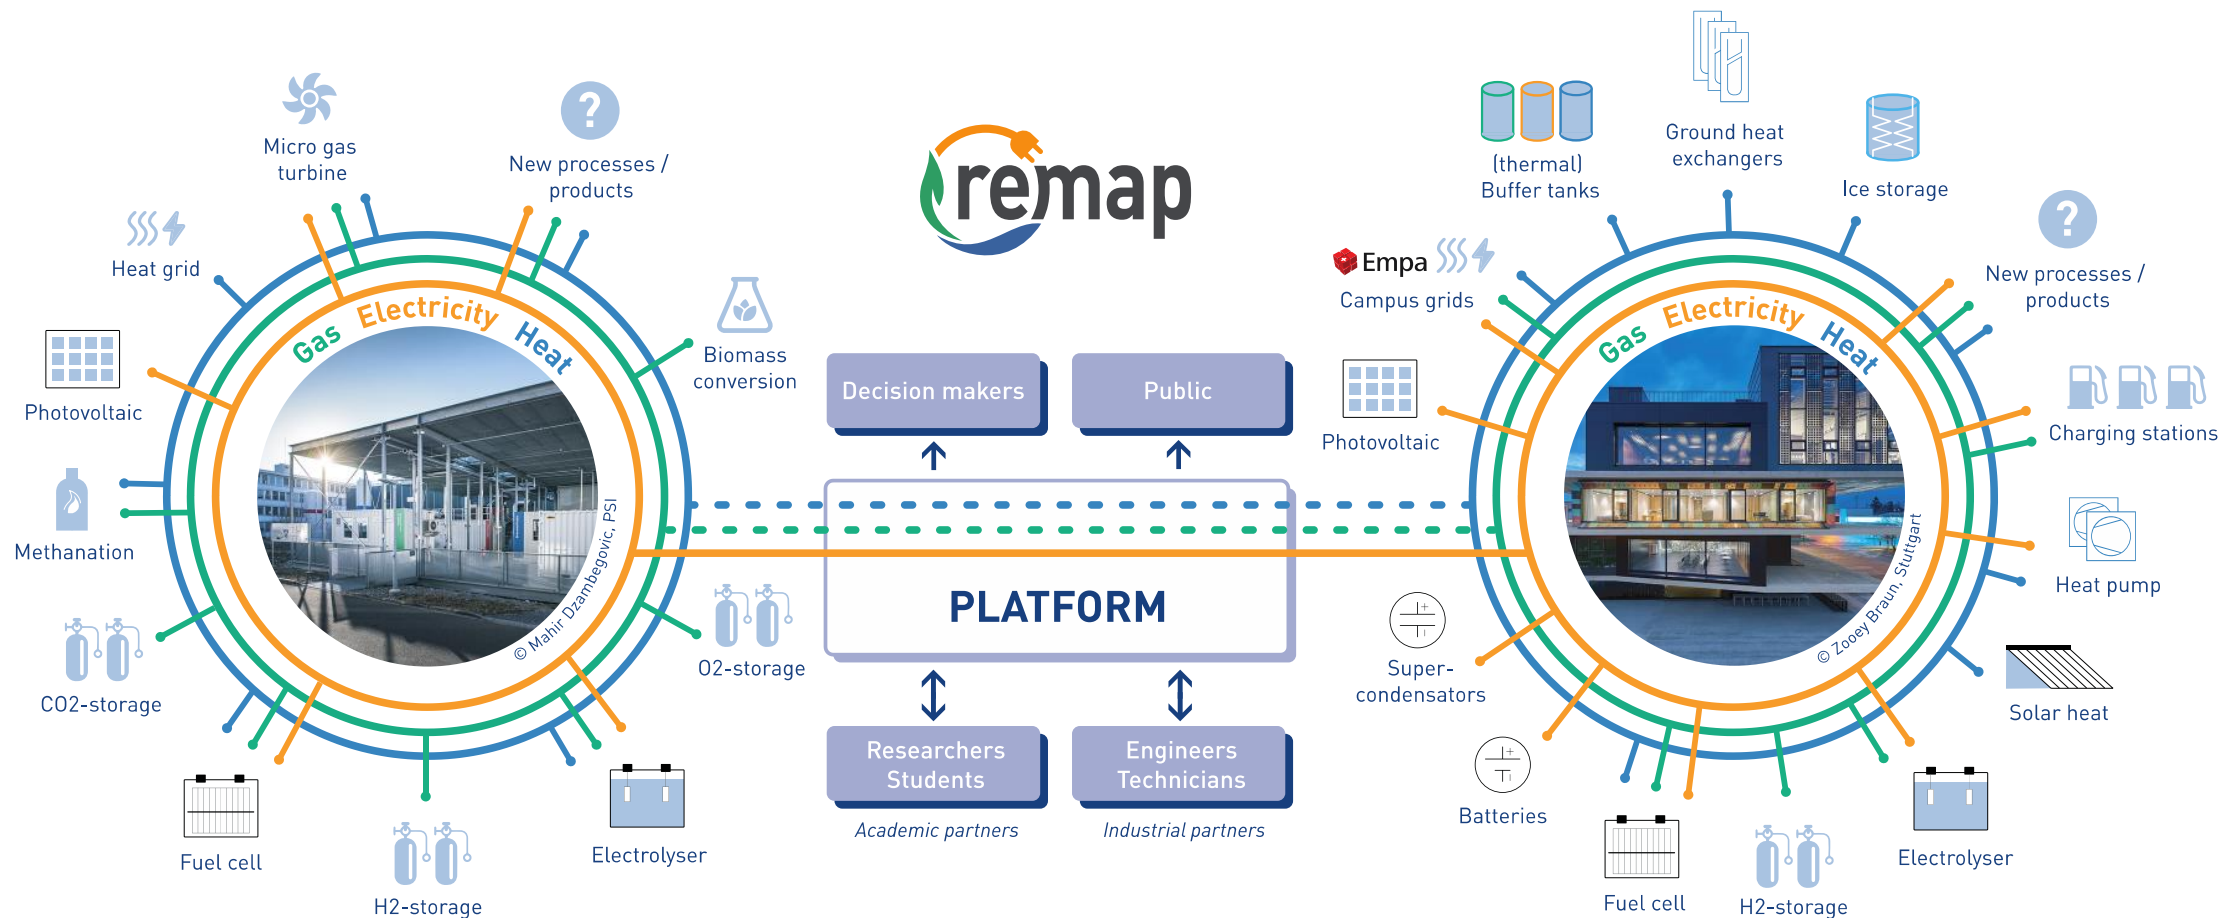 Micro gas
turbine
?
New processes /
products
Heat grid
Photovoltaic
Biomass
conversion
Methanation
CO2-storage
O2-storage
Fuel cell
H2-storage
Electrolyser
Gas Electricity Heat
© Mahir Dzambegovic, PSI
remap
Decision makers
Public
PLATFORM
Researchers
Students
Academic partners
Engineers
Technicians
Industrial partners
(thermal)
Buffer tanks
Ground heat
exchangers
Ice storage
Empa
Campus grids
?
New processes /
products
Photovoltaic
Charging stations
Heat pump
Super-
condensators
Solar heat
Batteries
Fuel cell
H2-storage
Electrolyser
Gas Electricity Heat
© Zooey Braun, Stuttgart